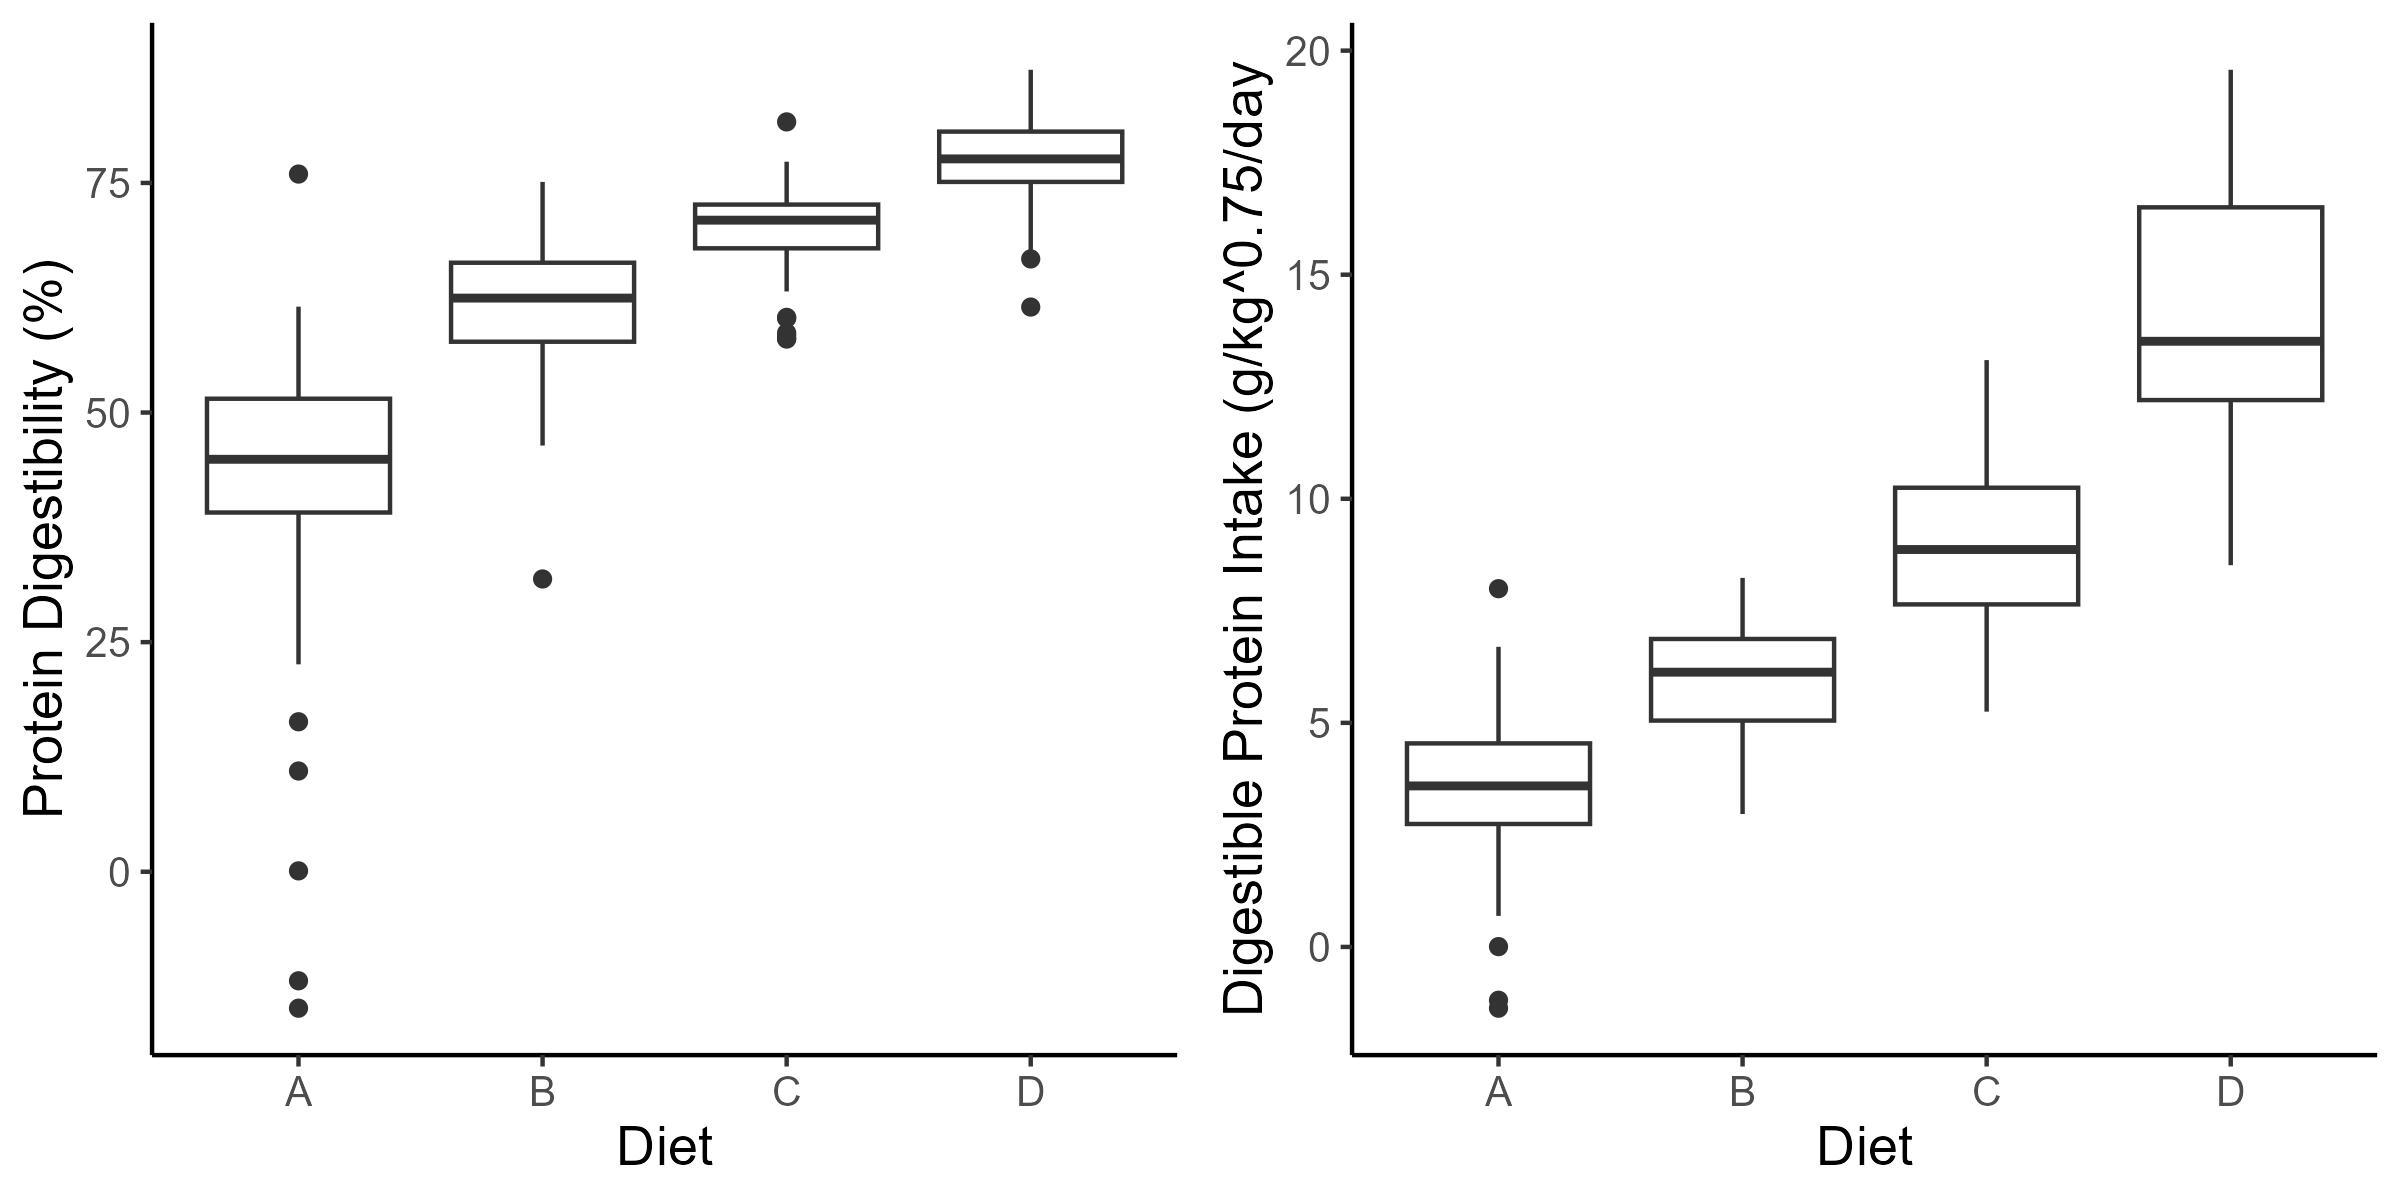 Protein Digestibility (%)
75
50
25
0
A B C D
Diet
Digestible Protein Intake (g/kg^0.75/day
20
15
10
5
0
A B C D
Diet